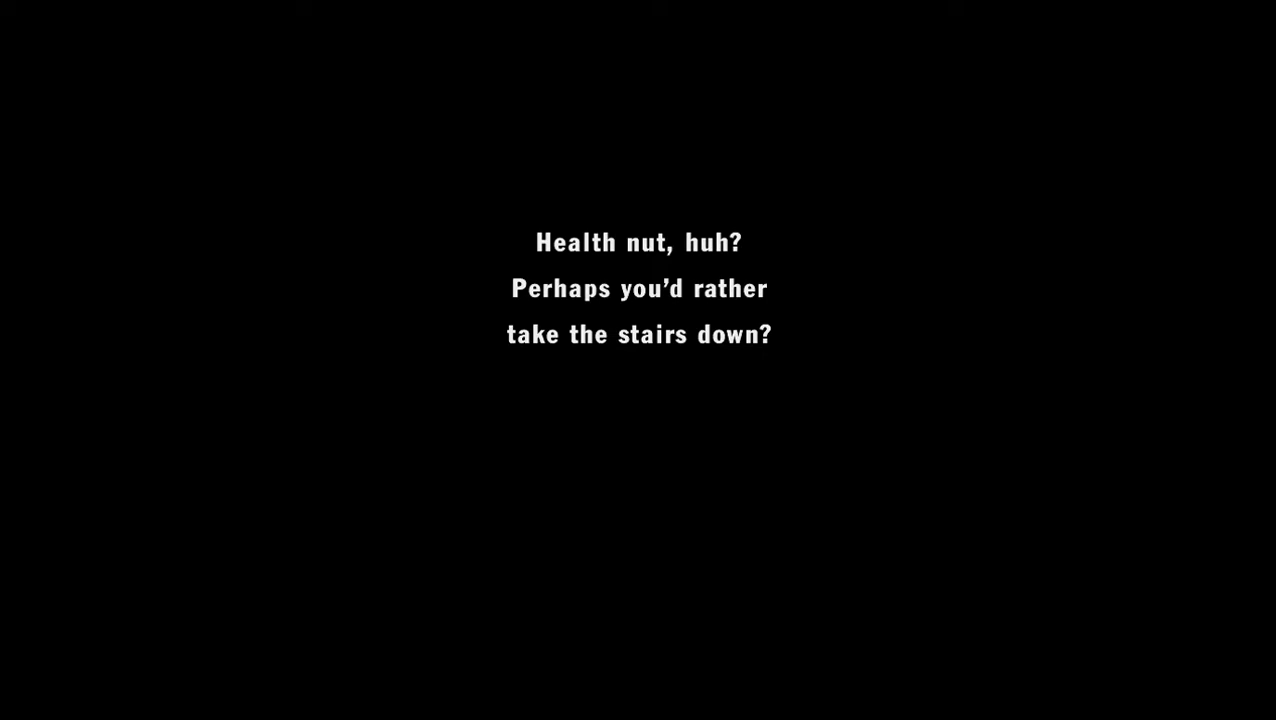 Health nut, huh?
Perhaps you’d rather
take the stairs down?